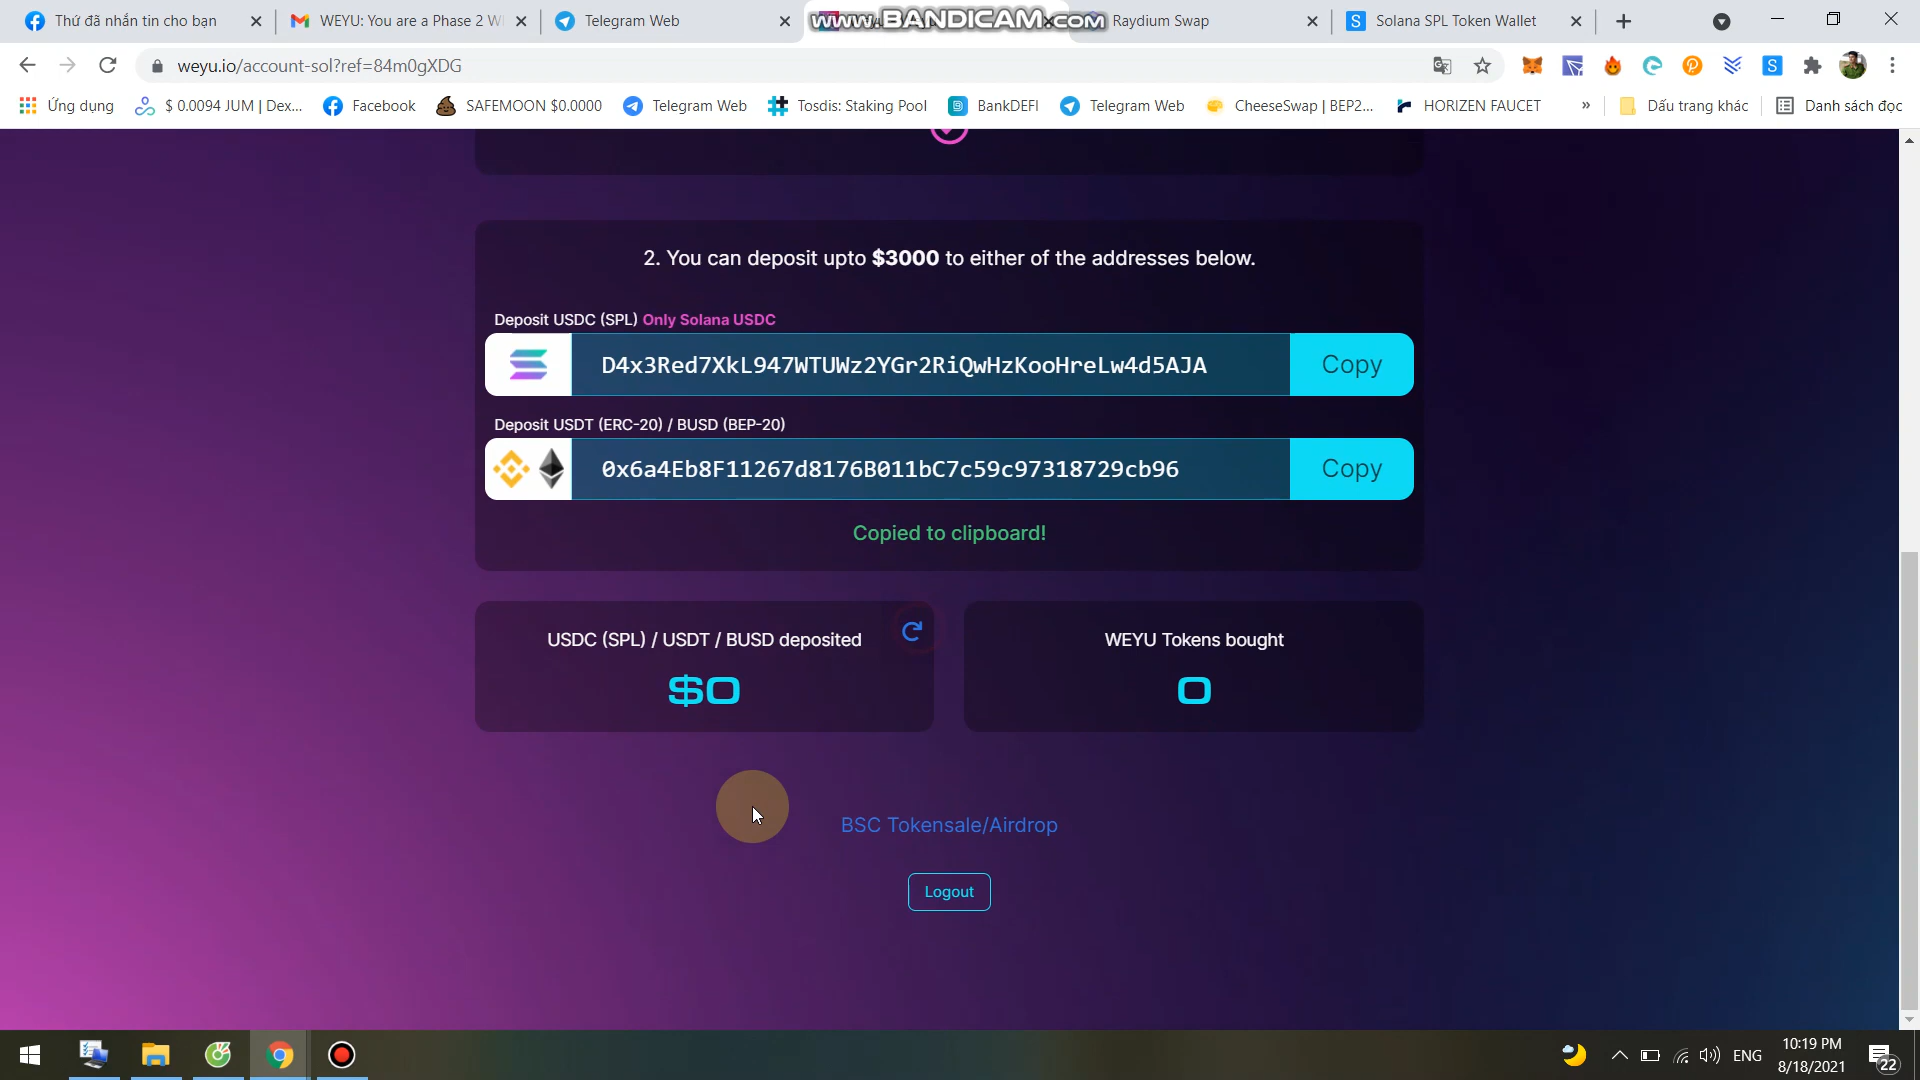 Thứ đã nhắn tin cho bạn
WEYU: You are a Phase 2 W
Telegram Web
www.BANDICAM.com
Raydium Swap
Solana SPL Token Wallet
weyu.io/account-sol?ref=84m0gXDG
Ứng dụng
$ 0.0094 JUM | Dex...
Facebook
SAFEMOON $0.0000
Telegram Web
Tosdis: Staking Pool
BankDEFI
Telegram Web
CheeseSwap | BEP2...
HORIZEN FAUCET
»
Dấu trang khác
Danh sách đọc
2. You can deposit upto $3000 to either of the addresses below.
Deposit USDC (SPL) Only Solana USDC
D4x3Red7XkL947WTUWz2YGr2RiQwHzKooHreLw4d5AJA
Copy
Deposit USDT (ERC-20) / BUSD (BEP-20)
0x6a4Eb8F11267d8176B011bC7c59c97318729cb96
Copy
Copied to clipboard!
USDC (SPL) / USDT / BUSD deposited
$0
WEYU Tokens bought
0
BSC Tokensale/Airdrop
Logout
ENG
10:19 PM
8/18/2021
22